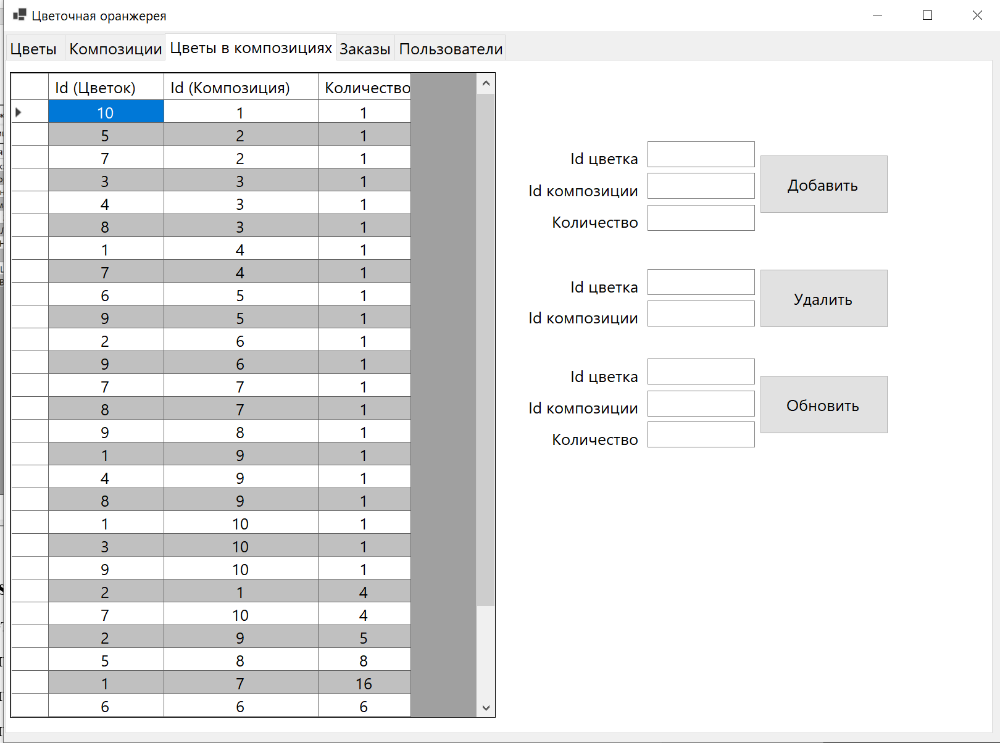 Цветочная оранжерея
Цветы Композиции Цветы в композициях Заказы Пользователи
Id (Цветок) Id (Композиция) Количество
10 1 1
5 2 1
7 2 1
3 3 1
4 3 1
8 3 1
1 4 1
7 4 1
6 5 1
9 5 1
2 6 1
9 6 1
7 7 1
8 7 1
9 8 1
1 9 1
4 9 1
8 9 1
1 10 1
3 10 1
9 10 1
2 1 4
7 10 4
2 9 5
5 8 8
1 7 16
6 6 6
Id цветка
Id композиции
Количество
Добавить
Id цветка
Id композиции
Удалить
Id цветка
Id композиции
Количество
Обновить